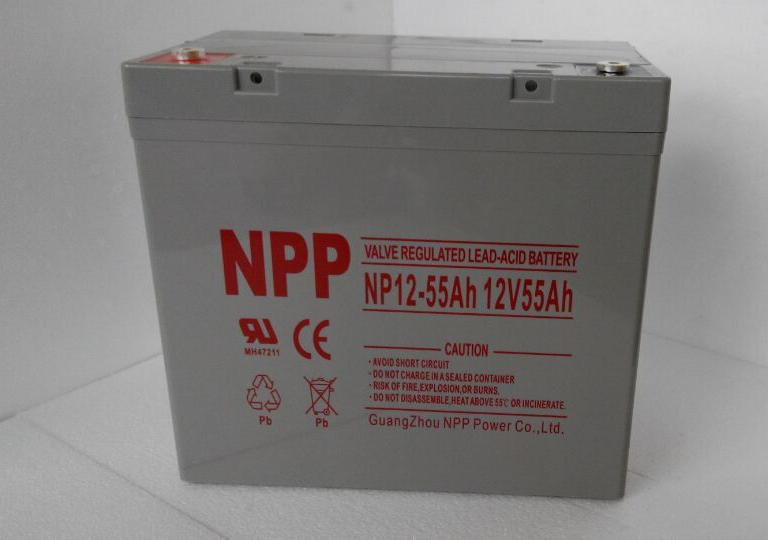 NPP
VALVE REGULATED LEAD-ACID BATTERY
NP12-55Ah 12V55Ah
RU
MH47211
CE
CAUTION
· AVOID SHORT CIRCUIT
· DO NOT CHARGE IN A SEALED CONTAINER
· RISK OF FIRE,EXPLOSION,OR BURNS.
· DO NOT DISASSEMBLE,HEAT ABOVE 55℃ OR INCINERATE.
Pb
Pb
GuangZhou NPP Power Co.,Ltd.